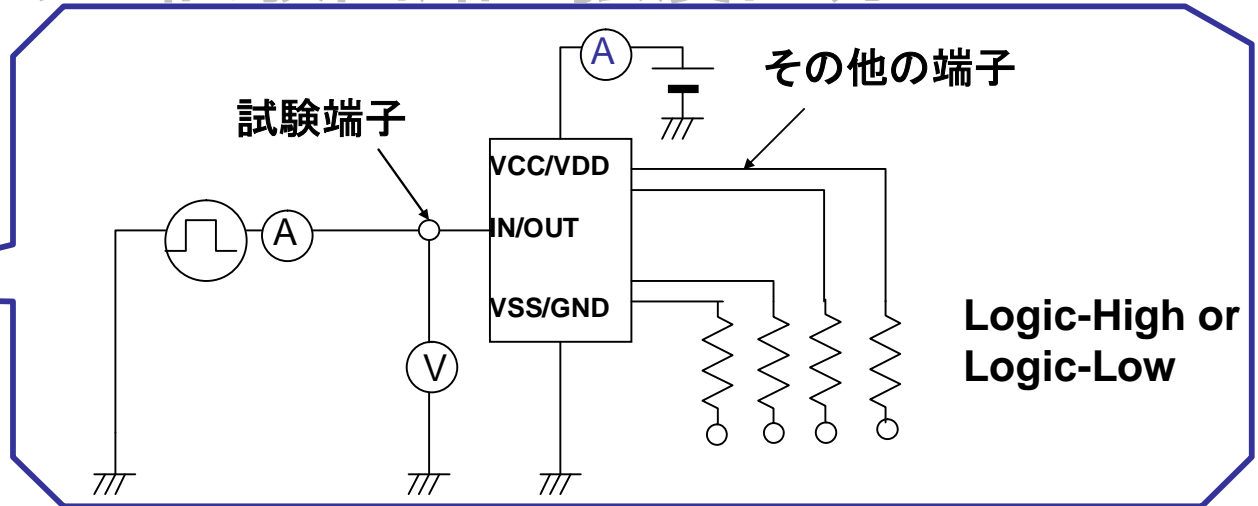 A
その他の端子
試験端子
VCC/VDD
IN/OUT
A
VSS/GND
Logic-High or
Logic-Low
V